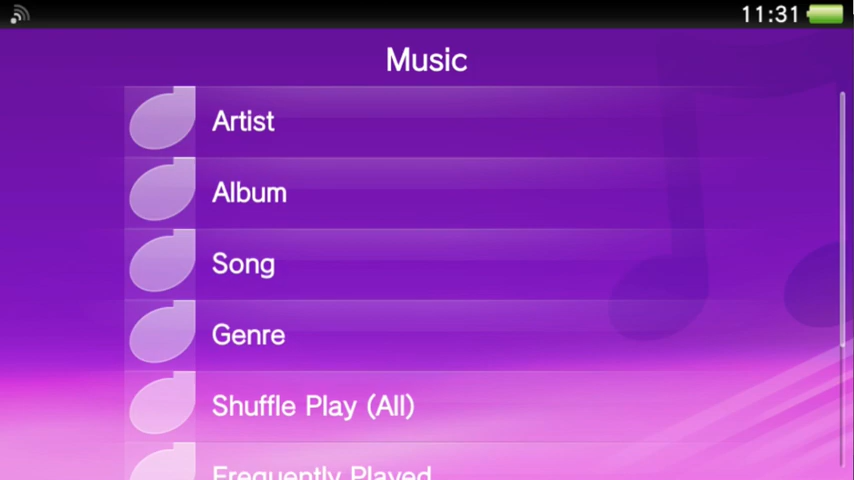 11:31
Music
Artist
Album
Song
Genre
Shuffle Play (All)
Frequently Played